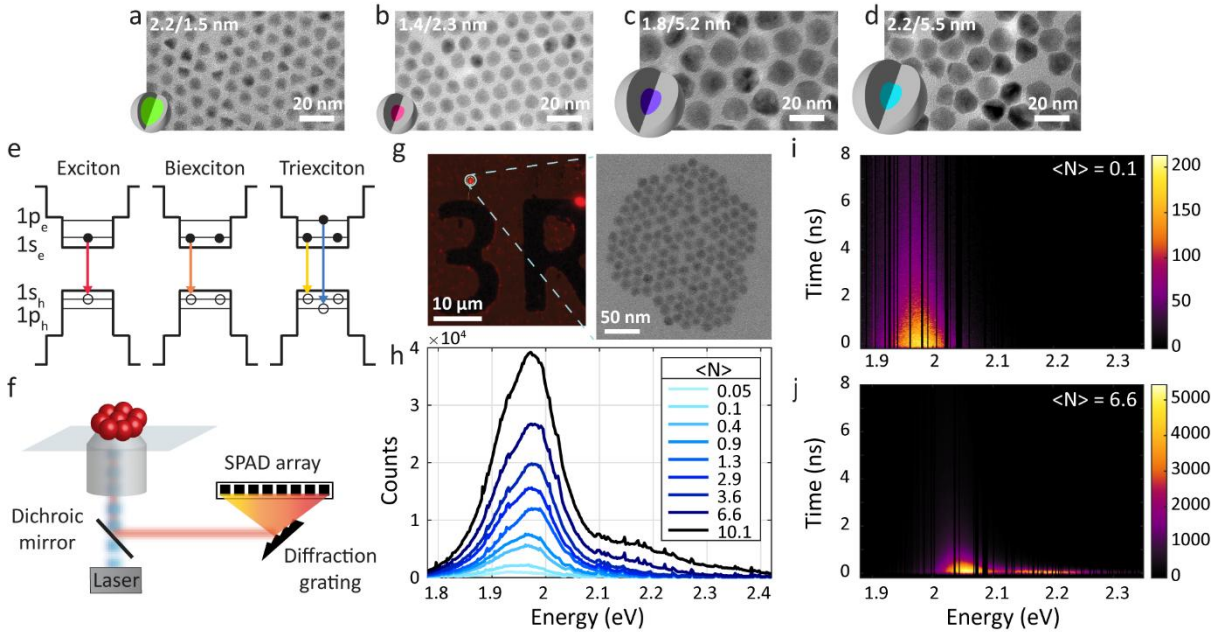 a
2.2/1.5 nm
20 nm
b
1.4/2.3 nm
20 nm
c
1.8/5.2 nm
20 nm
d
2.2/5.5 nm
20 nm
e
Exciton
Biexciton
Triexciton
1pₑ
1sₑ
1sₕ
1pₕ
f
SPAD array
Dichroic
mirror
Diffraction
grating
Laser
g
3R
10 µm
50 nm
h
×10⁴
4
3
2
1
0
Counts
1.8 1.9 2 2.1 2.2 2.3 2.4
Energy (eV)
<N>
0.05
0.1
0.4
0.9
1.3
2.9
3.6
6.6
10.1
i
<N> = 0.1
8
6
4
2
0
Time (ns)
1.9 2 2.1 2.2 2.3
Energy (eV)
200
150
100
50
0
j
<N> = 6.6
8
6
4
2
0
Time (ns)
1.9 2 2.1 2.2 2.3
Energy (eV)
5000
4000
3000
2000
1000
0